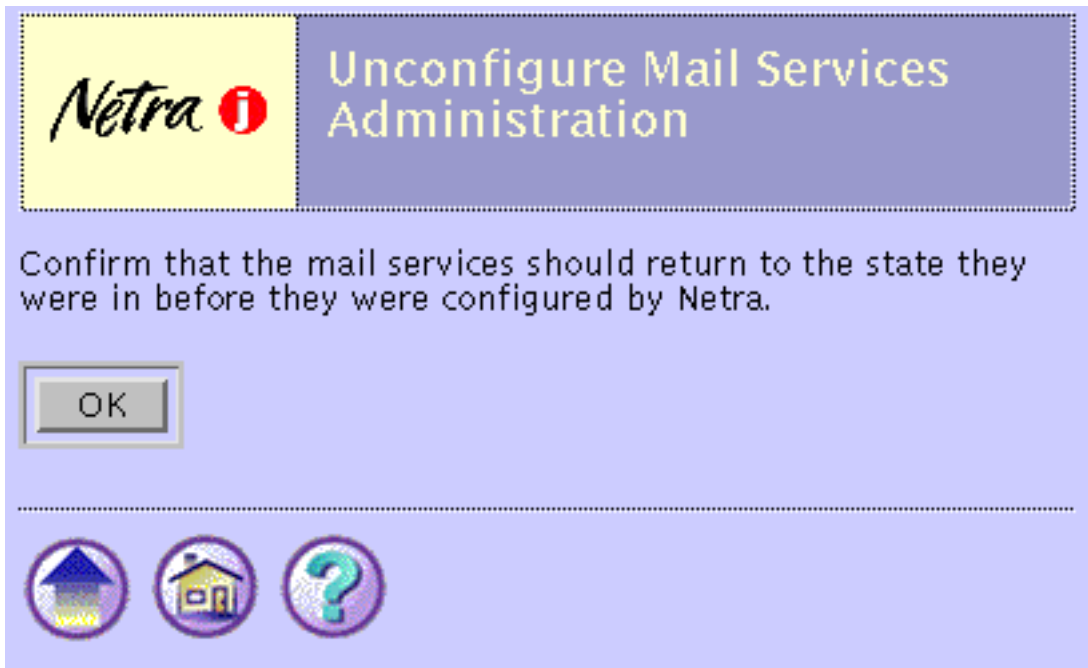 Netra j
Unconfigure Mail Services
Administration
Confirm that the mail services should return to the state they
were in before they were configured by Netra.
OK
?